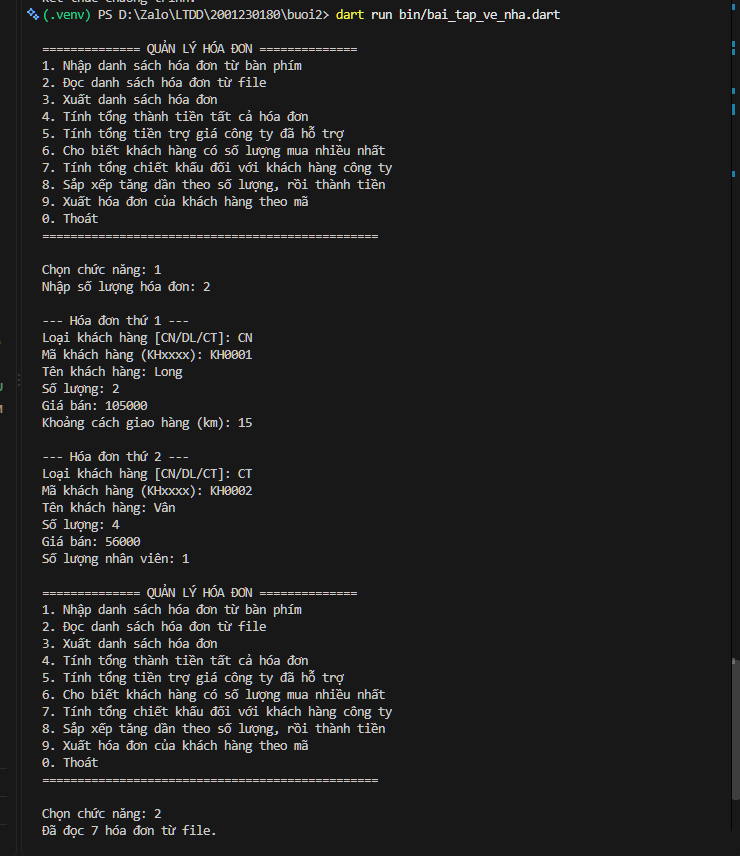 (.venv) PS D:\Zalo\LTDD\2001230180\buoi2> dart run bin/bai_tap_ve_nha.dart
============== QUẢN LÝ HÓA ĐƠN ==============
1. Nhập danh sách hóa đơn từ bàn phím
2. Đọc danh sách hóa đơn từ file
3. Xuất danh sách hóa đơn
4. Tính tổng thành tiền tất cả hóa đơn
5. Tính tổng tiền trợ giá công ty đã hỗ trợ
6. Cho biết khách hàng có số lượng mua nhiều nhất
7. Tính tổng chiết khấu đối với khách hàng công ty
8. Sắp xếp tăng dần theo số lượng, rồi thành tiền
9. Xuất hóa đơn của khách hàng theo mã
0. Thoát
================================================
Chọn chức năng: 1
Nhập số lượng hóa đơn: 2
--- Hóa đơn thứ 1 ---
Loại khách hàng [CN/DL/CT]: CN
Mã khách hàng (KHxxxx): KH0001
Tên khách hàng: Long
Số lượng: 2
Giá bán: 105000
Khoảng cách giao hàng (km): 15
--- Hóa đơn thứ 2 ---
Loại khách hàng [CN/DL/CT]: CT
Mã khách hàng (KHxxxx): KH0002
Tên khách hàng: Vân
Số lượng: 4
Giá bán: 56000
Số lượng nhân viên: 1
============== QUẢN LÝ HÓA ĐƠN ==============
1. Nhập danh sách hóa đơn từ bàn phím
2. Đọc danh sách hóa đơn từ file
3. Xuất danh sách hóa đơn
4. Tính tổng thành tiền tất cả hóa đơn
5. Tính tổng tiền trợ giá công ty đã hỗ trợ
6. Cho biết khách hàng có số lượng mua nhiều nhất
7. Tính tổng chiết khấu đối với khách hàng công ty
8. Sắp xếp tăng dần theo số lượng, rồi thành tiền
9. Xuất hóa đơn của khách hàng theo mã
0. Thoát
================================================
Chọn chức năng: 2
Đã đọc 7 hóa đơn từ file.